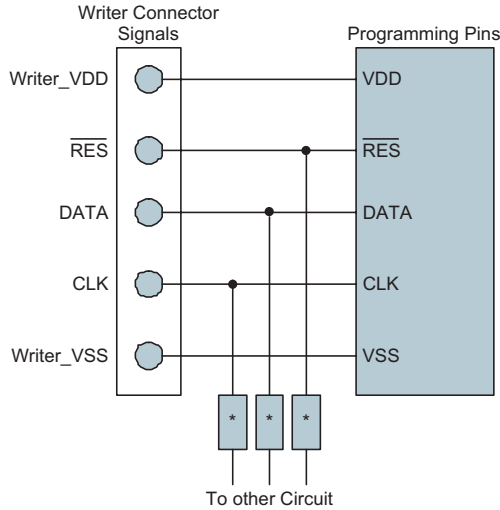 Writer Connector
Signals
Programming Pins
Writer_VDD
VDD
RES
RES
DATA
DATA
CLK
CLK
Writer_VSS
VSS
* * *
To other Circuit